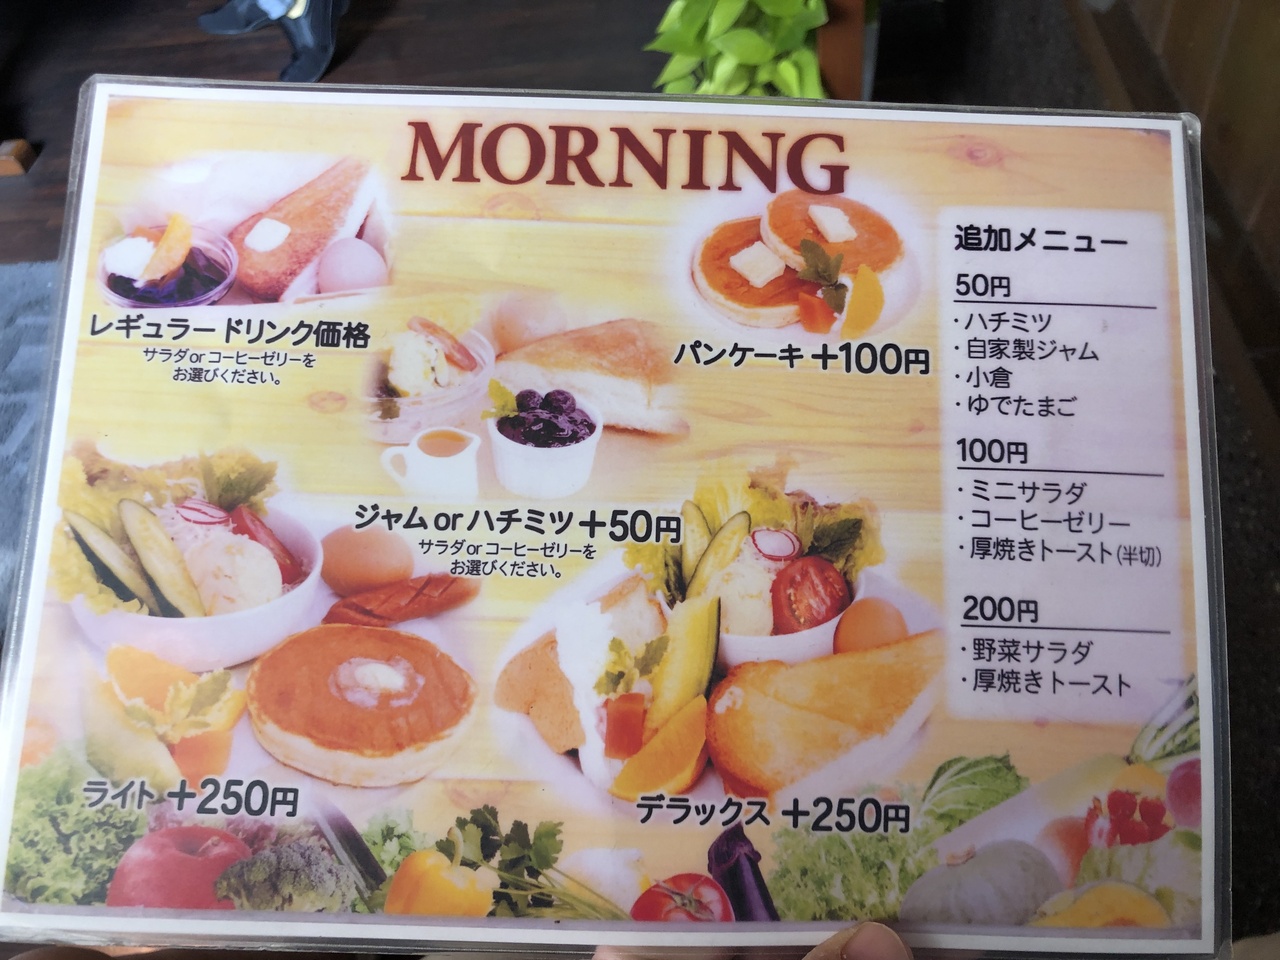 MORNING
レギュラー ドリンク価格
サラダorコーヒーゼリーを
お選びください。
パンケーキ +100円
ジャム or ハチミツ+50円
サラダorコーヒーゼリーを
お選びください。
ライト +250円
デラックス +250円
追加メニュー
50円
・ハチミツ
・自家製ジャム
・小倉
・ゆでたまご
100円
・ミニサラダ
・コーヒーゼリー
・厚焼きトースト(半切)
200円
・野菜サラダ
・厚焼きトースト